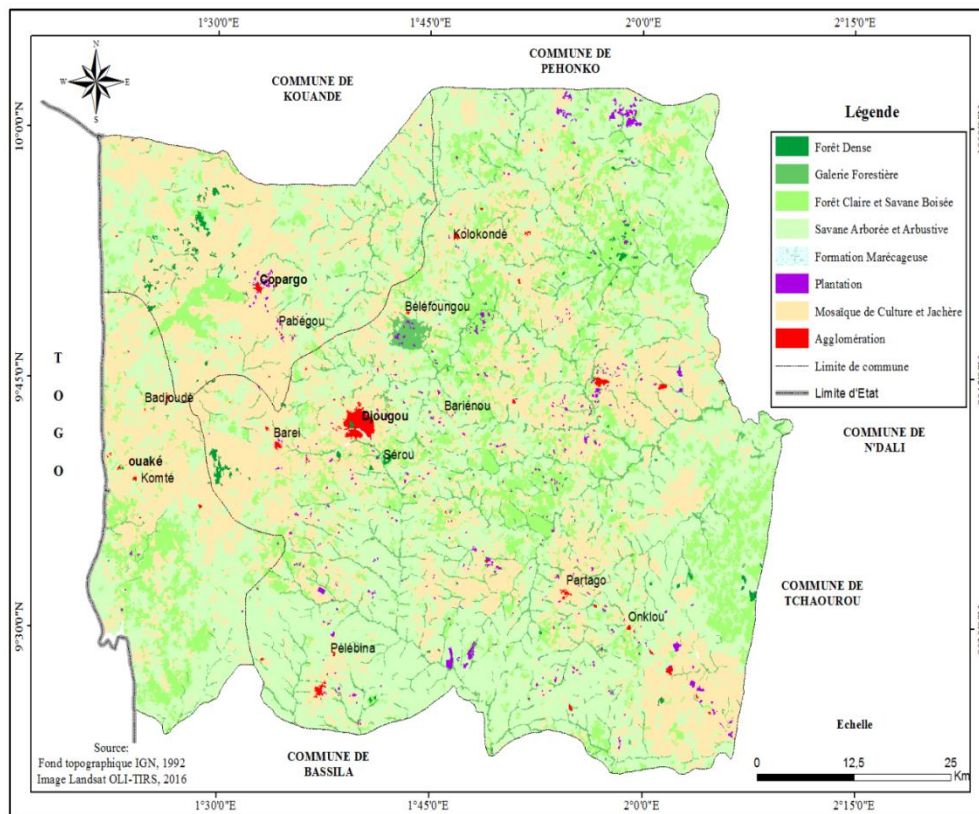 1°30'0"E
1°45'0"E
2°0'0"E
2°15'0"E
N
W
E
S
COMMUNE DE
KOUANDE
COMMUNE DE
PEHONKO
10°0'0"N
9°45'0"N
9°30'0"N
Légende
Forêt Dense
Galerie Forestière
Forêt Claire et Savane Boisée
Savane Arborée et Arbustive
Formation Marécageuse
Plantation
Mosaïque de Culture et Jachère
Agglomération
Limite de commune
Limite d'Etat
Kolokondé
Copargo
Pabégou
Béléfoungou
T
O
G
O
O
Badjoudè
Djougou
Bariénou
Barei
Sérou
ouaké
Komté
COMMUNE DE
N'DALI
Partago
Onklou
COMMUNE DE
TCHAOUROU
Pélébina
Echelle
0
12,5
25
Km
Source:
Fond topographique IGN, 1992
Image Landsat OLI-TIRS, 2016
COMMUNE DE
BASSILA
1°30'0"E
1°45'0"E
2°0'0"E
2°15'0"E